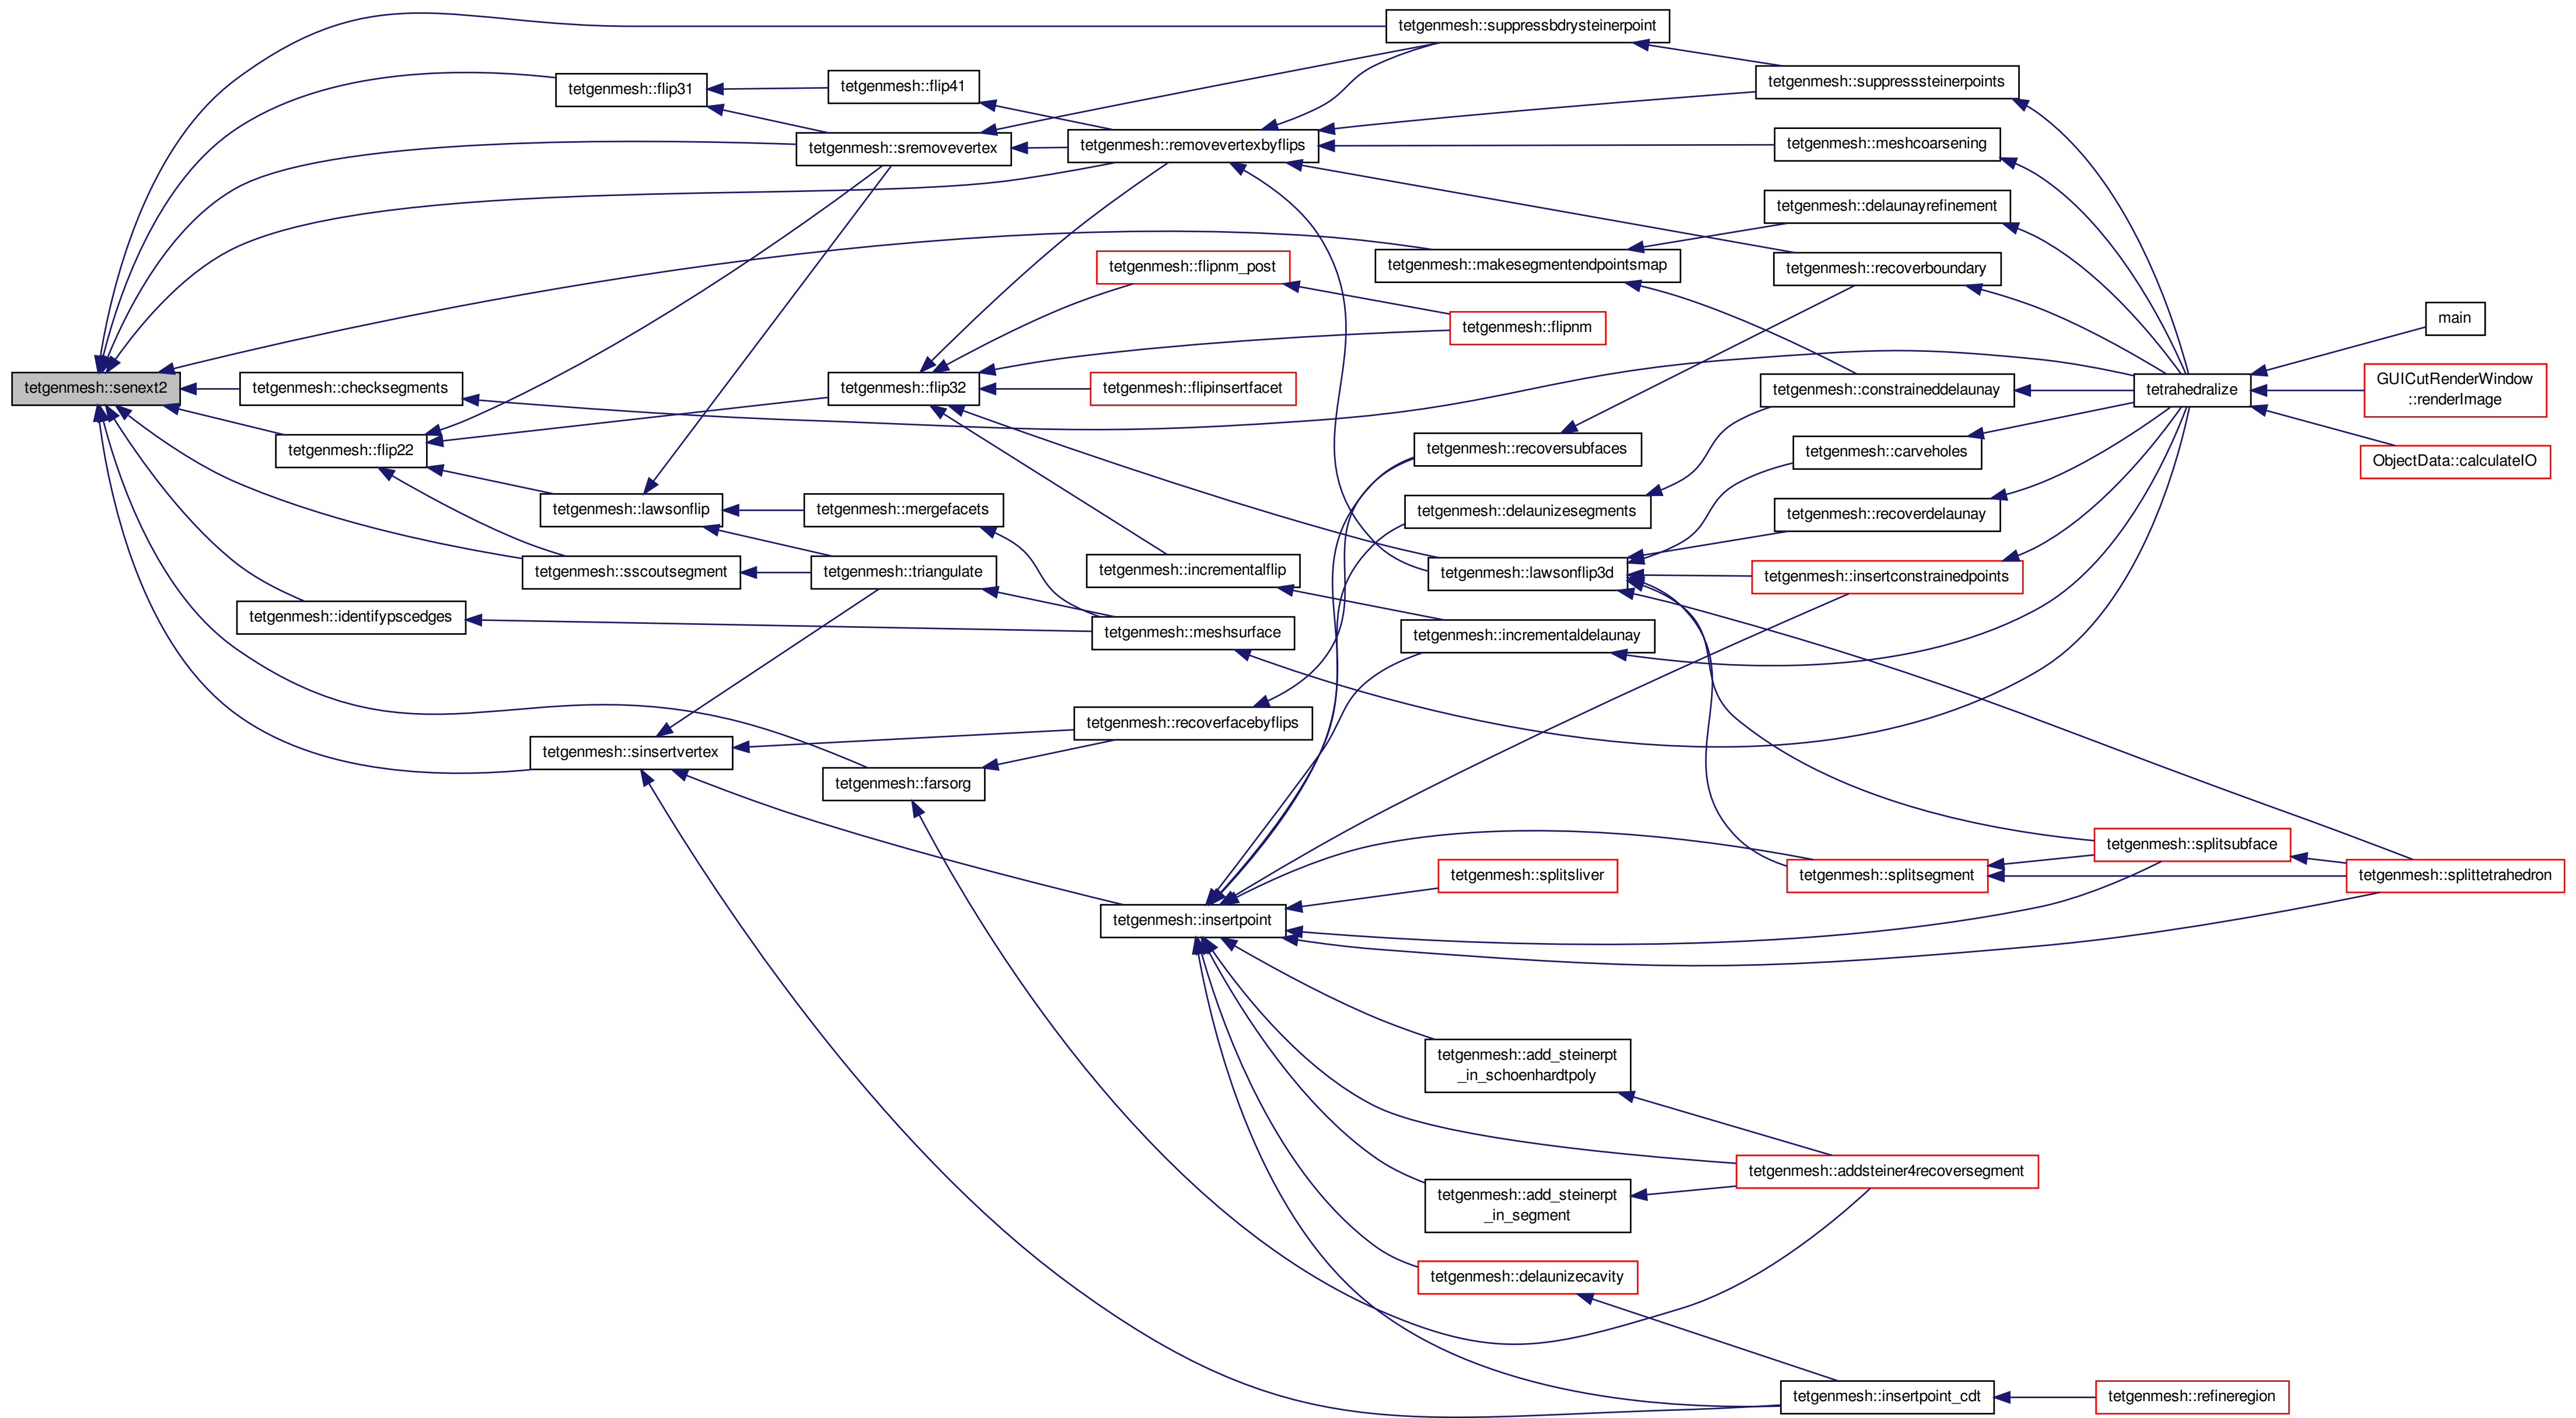 tetgenmesh::suppressbdrysteinerpoint
tetgenmesh::flip31
tetgenmesh::flip41
tetgenmesh::suppresssteinerpoints
tetgenmesh::sremovevertex
tetgenmesh::removevertexbyflips
tetgenmesh::meshcoarsening
tetgenmesh::delaunayrefinement
tetgenmesh::flipnm_post
tetgenmesh::makesegmentendpointsmap
tetgenmesh::recoverboundary
tetgenmesh::flipnm
main
tetgenmesh::senext2
tetgenmesh::checksegments
tetgenmesh::flip32
tetgenmesh::flipinsertfacet
tetgenmesh::constraineddelaunay
tetrahedralize
GUICutRenderWindow
::renderImage
tetgenmesh::flip22
tetgenmesh::recoversubfaces
tetgenmesh::carveholes
ObjectData::calculateIO
tetgenmesh::lawsonflip
tetgenmesh::mergefacets
tetgenmesh::delaunizesegments
tetgenmesh::recoverdelaunay
tetgenmesh::sscoutsegment
tetgenmesh::triangulate
tetgenmesh::incrementalflip
tetgenmesh::lawsonflip3d
tetgenmesh::insertconstrainedpoints
tetgenmesh::identifypscedges
tetgenmesh::meshsurface
tetgenmesh::incrementaldelaunay
tetgenmesh::recoverfacebyflips
tetgenmesh::sinsertvertex
tetgenmesh::farsorg
tetgenmesh::splitsubface
tetgenmesh::splitsliver
tetgenmesh::splitsegment
tetgenmesh::splittetrahedron
tetgenmesh::insertpoint
tetgenmesh::add_steinerpt
_in_schoenhardtpoly
tetgenmesh::addsteiner4recoversegment
tetgenmesh::add_steinerpt
_in_segment
tetgenmesh::delaunizecavity
tetgenmesh::insertpoint_cdt
tetgenmesh::refineregion